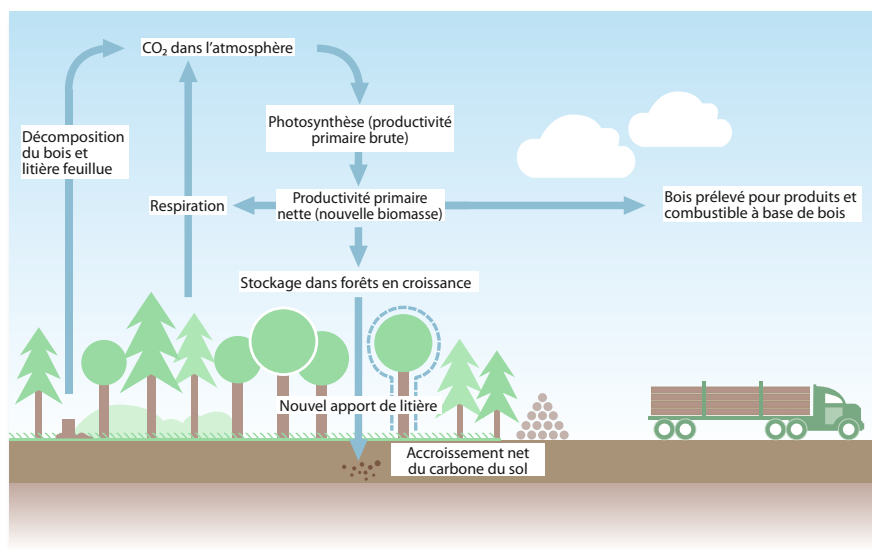 CO₂ dans l'atmosphère
Photosynthèse (productivité
primaire brute)
Décomposition
du bois et
litière feuillue
Respiration
Productivité primaire
nette (nouvelle biomasse)
Bois prélevé pour produits et
combustible à base de bois
Stockage dans forêts en croissance
Nouvel apport de litière
Accroissement net
du carbone du sol